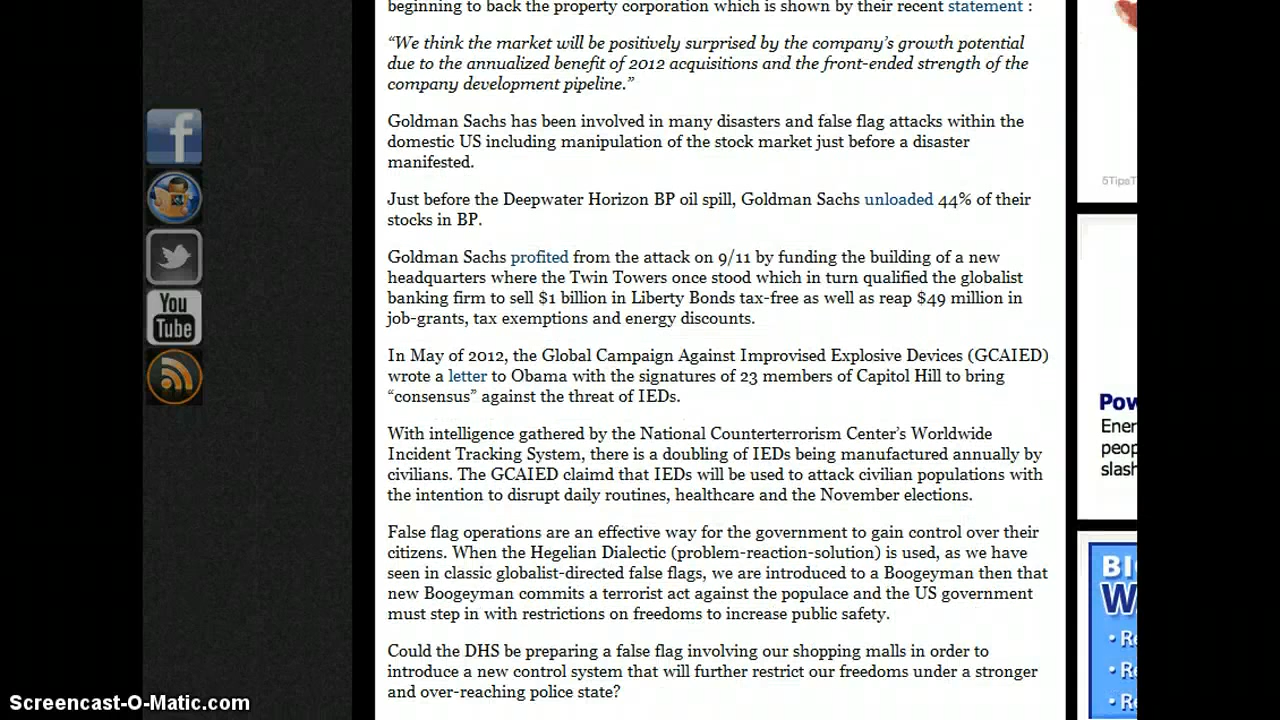 beginning to back the property corporation which is shown by their recent statement :
“We think the market will be positively surprised by the company’s growth potential
due to the annualized benefit of 2012 acquisitions and the front-ended strength of the
company development pipeline.”
Goldman Sachs has been involved in many disasters and false flag attacks within the
domestic US including manipulation of the stock market just before a disaster
manifested.
Just before the Deepwater Horizon BP oil spill, Goldman Sachs unloaded 44% of their
stocks in BP.
Goldman Sachs profited from the attack on 9/11 by funding the building of a new
headquarters where the Twin Towers once stood which in turn qualified the globalist
banking firm to sell $1 billion in Liberty Bonds tax-free as well as reap $49 million in
job-grants, tax exemptions and energy discounts.
In May of 2012, the Global Campaign Against Improvised Explosive Devices (GCAIED)
wrote a letter to Obama with the signatures of 23 members of Capitol Hill to bring
“consensus” against the threat of IEDs.
With intelligence gathered by the National Counterterrorism Center’s Worldwide
Incident Tracking System, there is a doubling of IEDs being manufactured annually by
civilians. The GCAIED claimd that IEDs will be used to attack civilian populations with
the intention to disrupt daily routines, healthcare and the November elections.
False flag operations are an effective way for the government to gain control over their
citizens. When the Hegelian Dialectic (problem-reaction-solution) is used, as we have
seen in classic globalist-directed false flags, we are introduced to a Boogeyman then that
new Boogeyman commits a terrorist act against the populace and the US government
must step in with restrictions on freedoms to increase public safety.
Could the DHS be preparing a false flag involving our shopping malls in order to
introduce a new control system that will further restrict our freedoms under a stronger
and over-reaching police state?
f
You
Tube
5TipsT
Pow
Ener
peop
slash
BI
W
• Re
• Re
• Re
Screencast-O-Matic.com